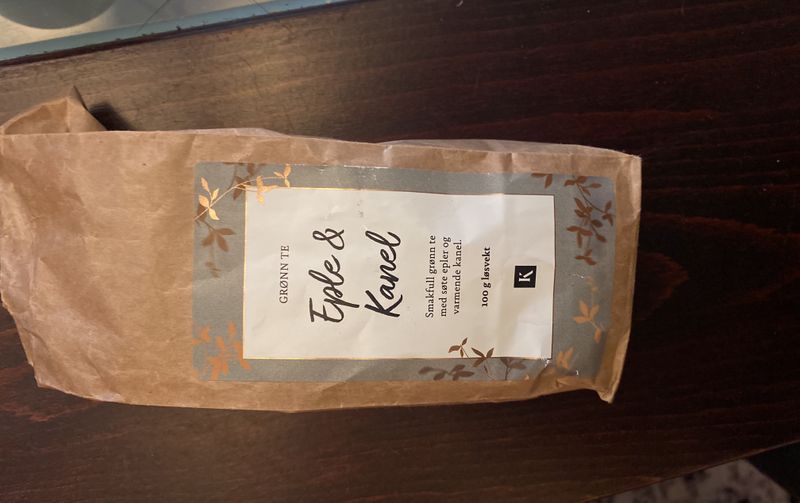 GRØNN TE
Eple &
Kanel
Smakfull grønn te
med søte epler og
varmende kanel.
100 g løsvekt
K